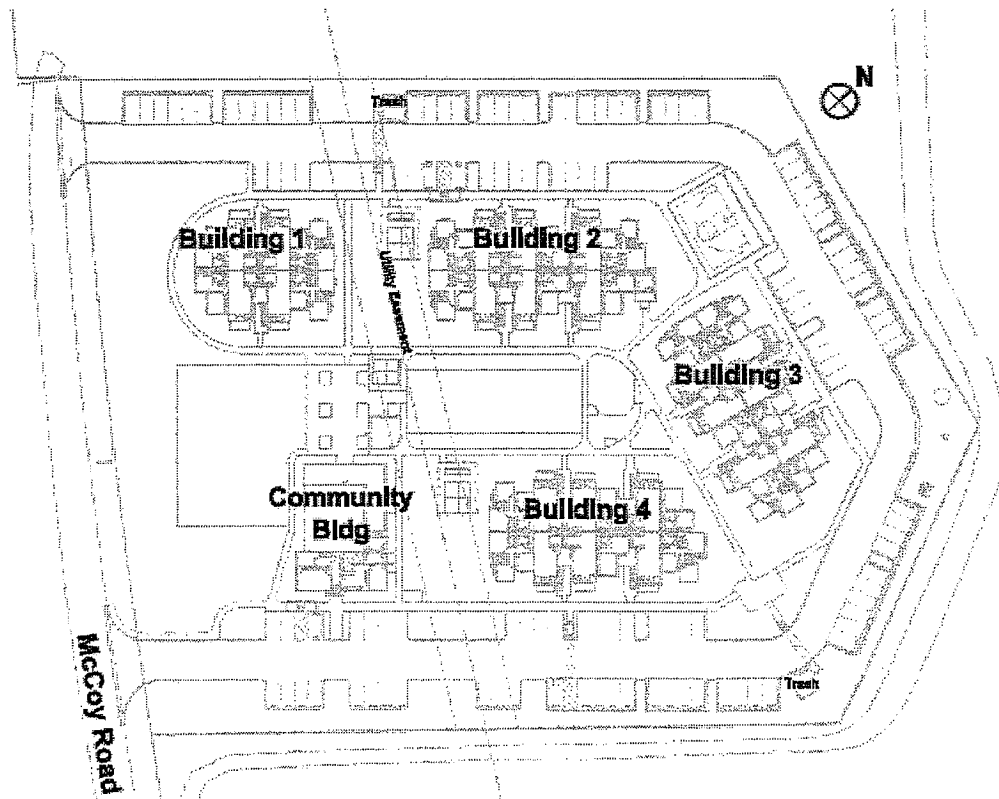 N
Trash
Building 1
Building 2
Utility Easement
Building 3
Community
Bldg
Building 4
McCoy Road
Trash